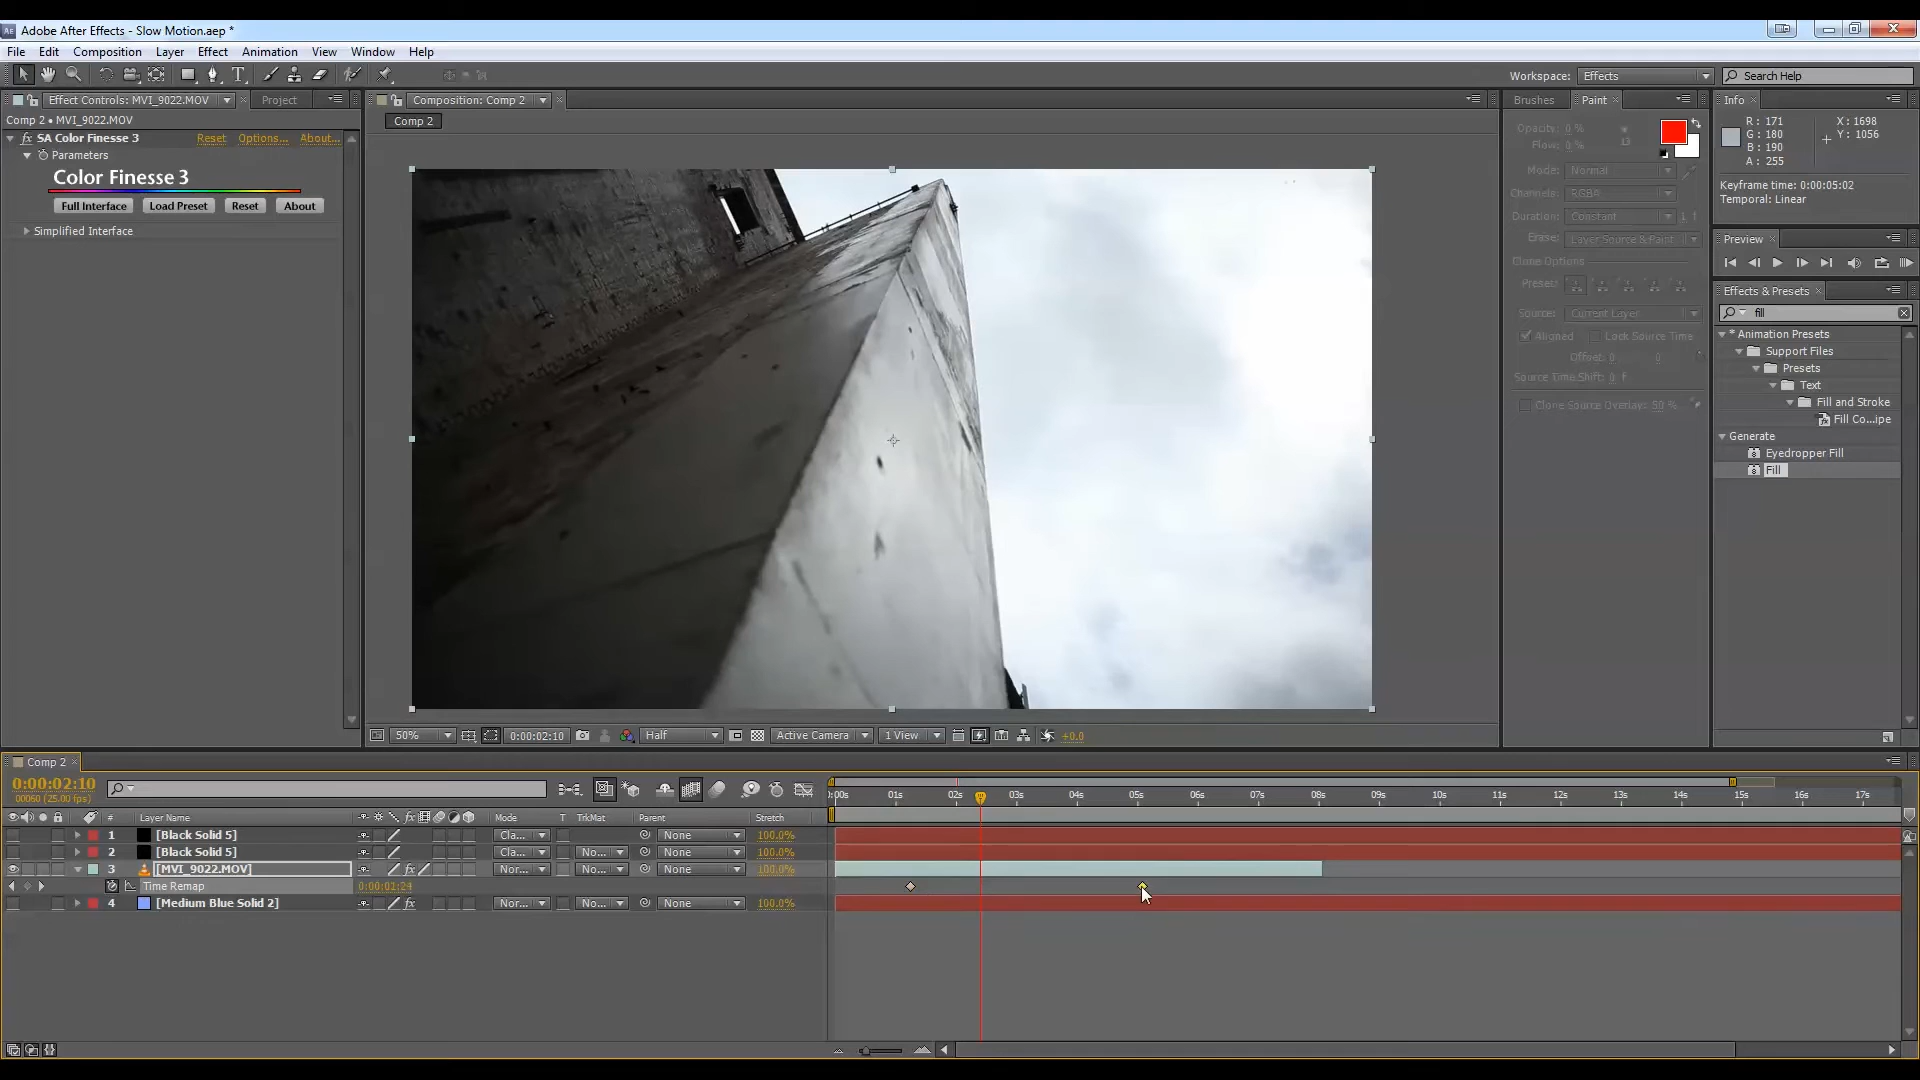 Adobe After Effects - Slow Motion.aep *
File Edit Composition Layer Effect Animation View Window Help
Workspace: Effects Search Help
Effect Controls: MVI_9022.MOV Project
Composition: Comp 2
Brushes Paint
Info
Comp 2 • MVI_9022.MOV
Comp 2
SA Color Finesse 3 Reset Options... About...
Parameters
Color Finesse 3
Full Interface Load Preset Reset About
Simplified Interface
Opacity: 0 %
Flow: 0 %
13
Mode: Normal
Channels: RGBA
Duration: Constant 1 f
Erase: Layer Source & Paint
Clone Options
Preset:
Source: Current Layer
Aligned Lock Source Time
Offset: 0 0
Source Time Shift: 0 f
Clone Source Overlay: 50 %
R: 171 X: 1698
G: 180 Y: 1056
B: 190
A: 255
Keyframe time: 0:00:05:02
Temporal: Linear
Preview
Effects & Presets
fill
* Animation Presets
Support Files
Presets
Text
Fill and Stroke
Fill Co...ipe
Generate
Eyedropper Fill
Fill
50% 0:00:02:10 Half Active Camera 1 View +0.0
Comp 2
0:00:02:10
00060 (25.00 fps)
:00s 01s 02s 03s 04s 05s 06s 07s 08s 09s 10s 11s 12s 13s 14s 15s 16s 17s
# Layer Name fx Mode T TrkMat Parent Stretch
1 [Black Solid 5] Cla... None 100.0%
2 [Black Solid 5] Cla... No... None 100.0%
3 [MVI_9022.MOV] fx Nor... No... None 100.0%
Time Remap 0:00:01:24
4 [Medium Blue Solid 2] fx Nor... No... None 100.0%